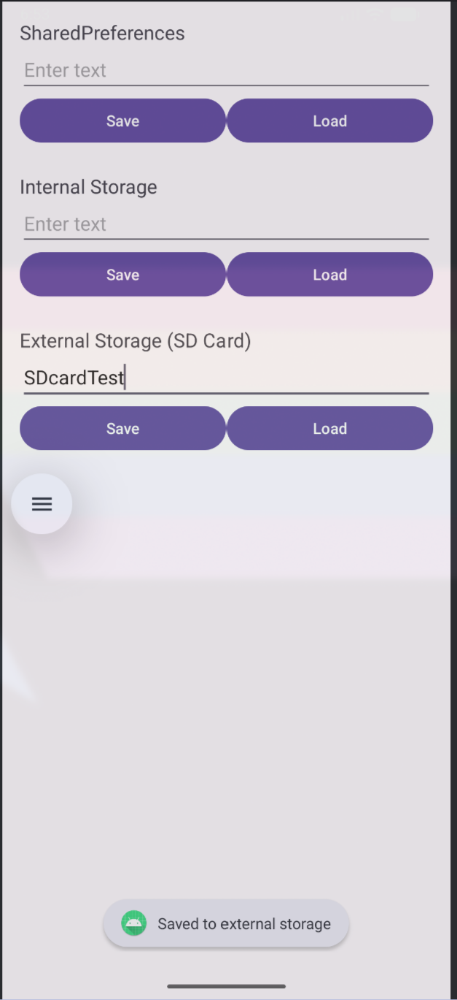 SharedPreferences
Enter text
Save Load
Internal Storage
Enter text
Save Load
External Storage (SD Card)
SDcardTest
Save Load
Saved to external storage